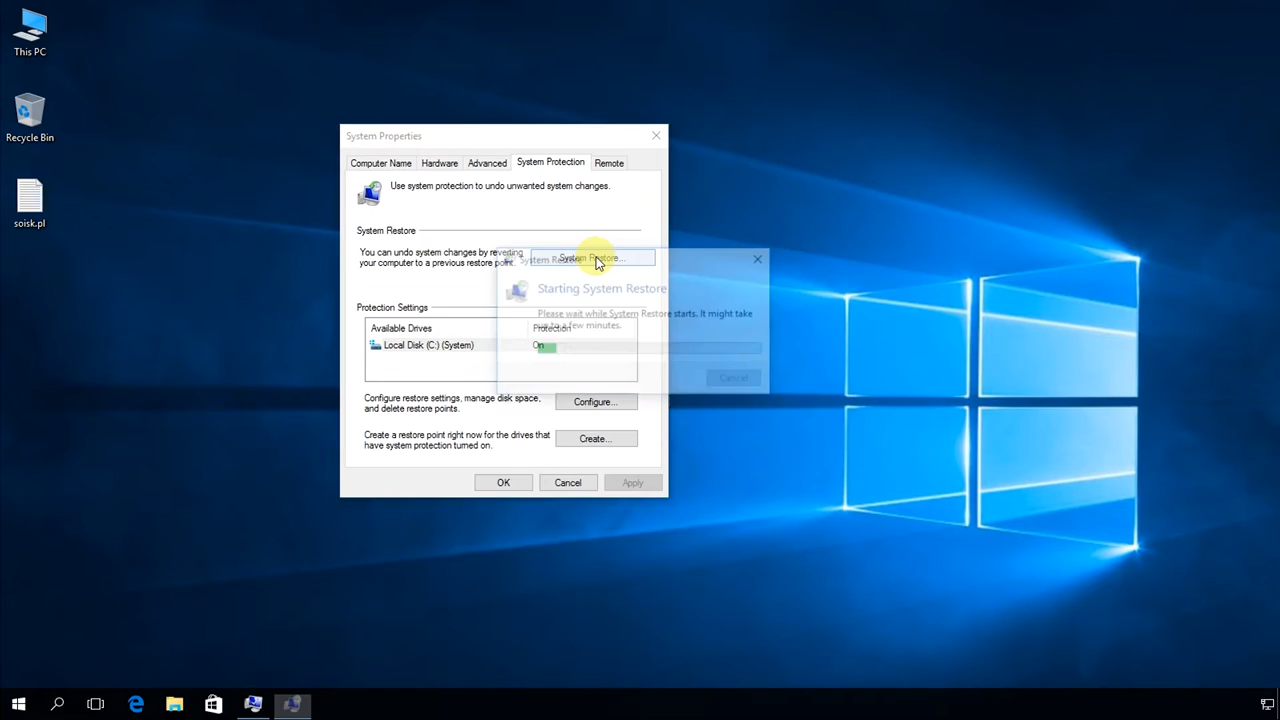 This PC
Recycle Bin
soisk.pl
System Properties
Computer Name
Hardware
Advanced
System Protection
Remote
Use system protection to undo unwanted system changes.
System Restore
You can undo system changes by reverting
your computer to a previous restore point.
System Restore...
System Restore
Starting System Restore
Please wait while System Restore starts. It might take
up to a few minutes.
Cancel
Protection Settings
Available Drives
Protection
Local Disk (C:) (System)
On
Configure restore settings, manage disk space,
and delete restore points.
Configure...
Create a restore point right now for the drives that
have system protection turned on.
Create...
OK
Cancel
Apply